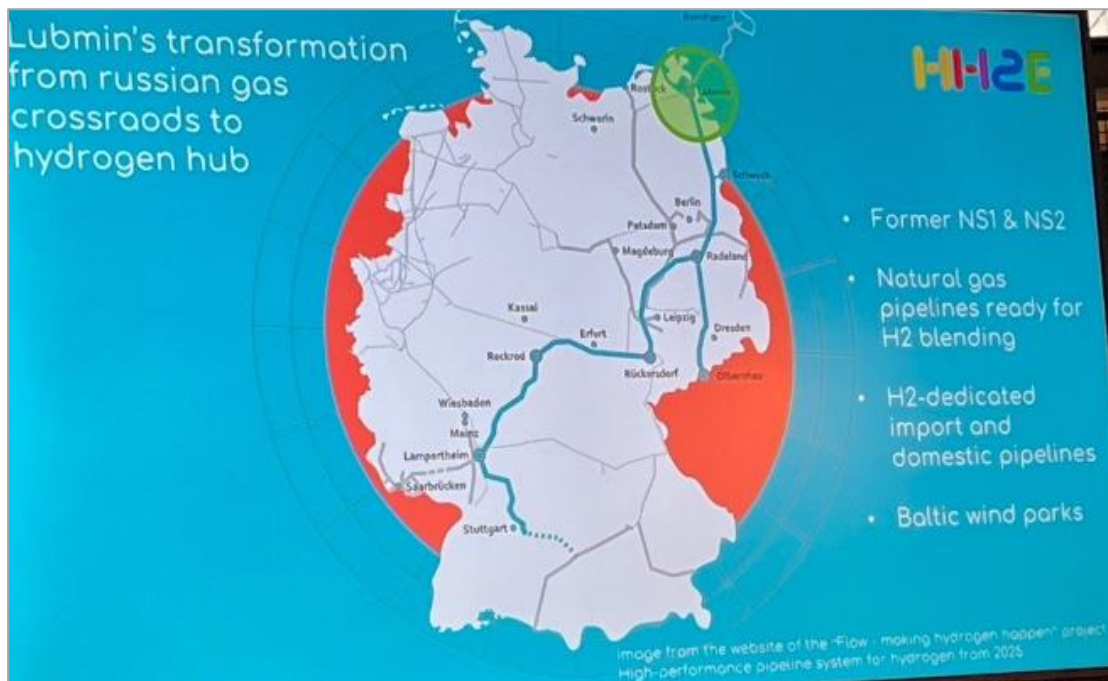 Lubmin's transformation
from russian gas
crossraods to
hydrogen hub
HH2E
Rostock
Lubmin
Schwerin
Schwedt
Berlin
Potsdam
Magdeburg
Radeland
Kassel
Leipzig
Erfurt
Dresden
Reckrod
Rückersdorf
Olbernhau
Wiesbaden
Mainz
Lampertheim
Saarbrücken
Stuttgart
• Former NS1 & NS2
• Natural gas
pipelines ready for
H2 blending
• H2-dedicated
import and
domestic pipelines
• Baltic wind parks
Image from the website of the "Flow - making hydrogen happen" project
High-performance pipeline system for hydrogen from 2025